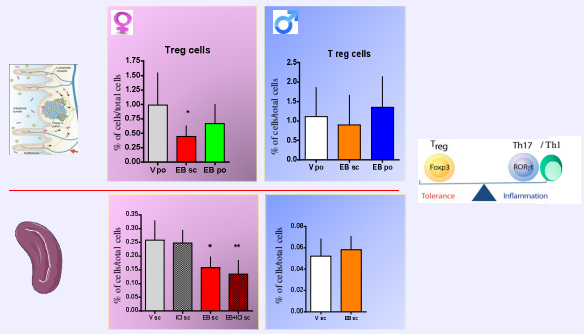 Treg cells
% of cells/total cells
1.75
1.50
1.25
1.00
0.75
0.50
0.25
0.00
*
V po EB sc EB po
T reg cells
% of cells/total cells
2.5
2.0
1.5
1.0
0.5
0.0
V po EB sc EB po
Treg Th17 / Th1
Foxp3 RORγt
Tolerance Inflammation
% of cells/total cells
0.35
0.30
0.25
0.20
0.15
0.10
0.05
0.00
* **
V sc ICI sc EB sc EB+ICI sc
% of cells/total cells
0.08
0.06
0.04
0.02
0.00
V sc EB sc